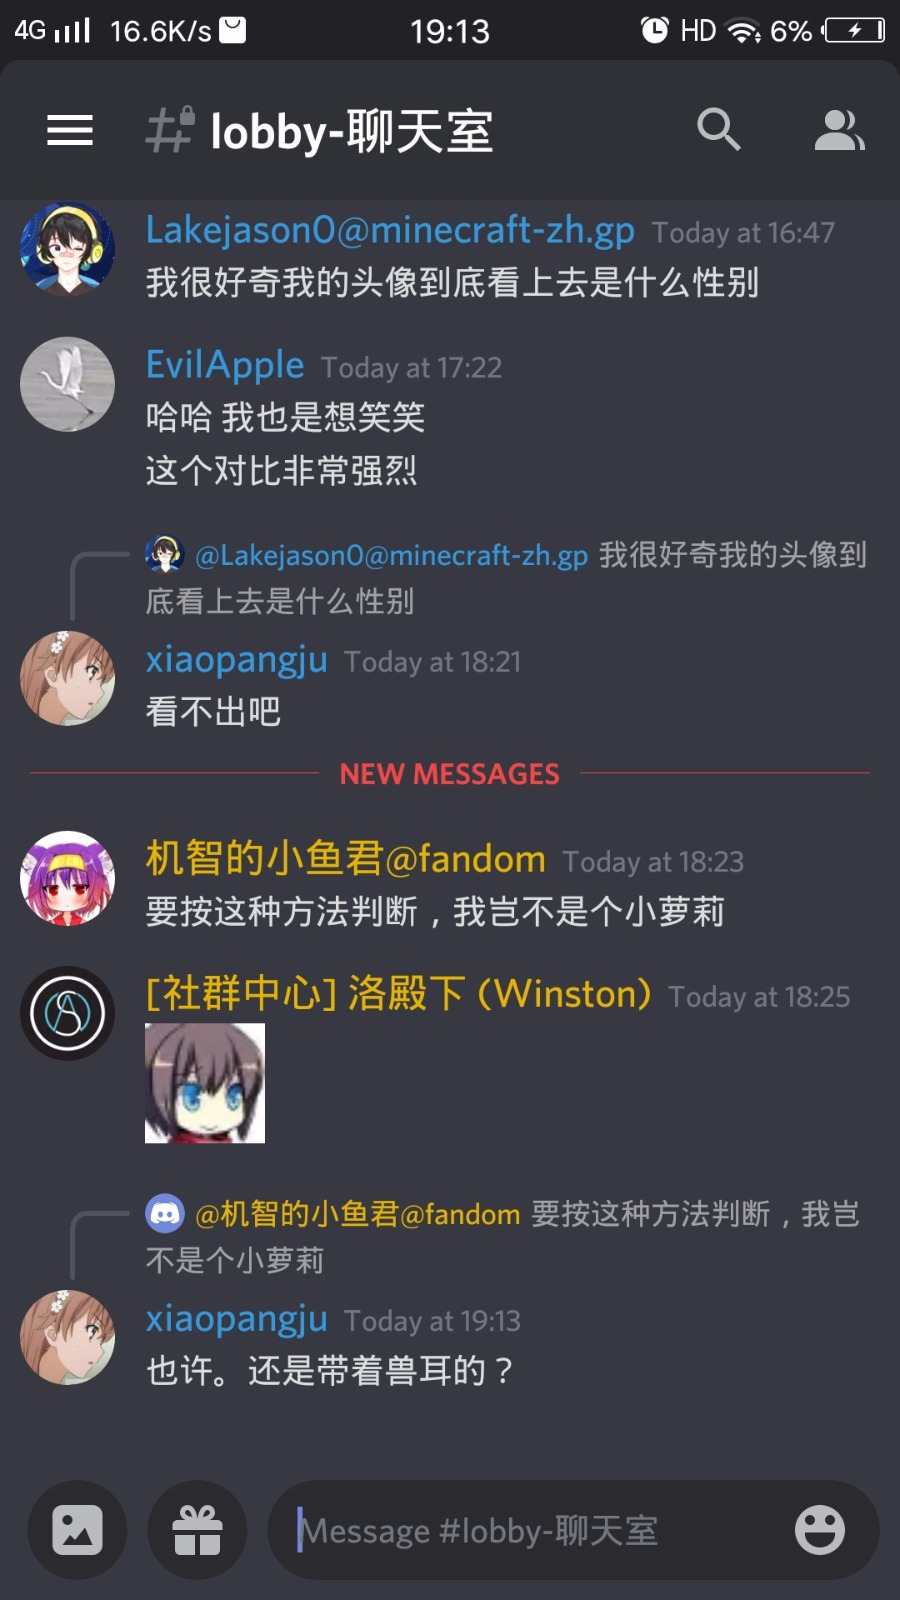 4G 16.6K/s 19:13 HD 6%
lobby-聊天室
Lakejason0@minecraft-zh.gp Today at 16:47
我很好奇我的头像到底看上去是什么性别
EvilApple Today at 17:22
哈哈 我也是想笑笑
这个对比非常强烈
@Lakejason0@minecraft-zh.gp 我很好奇我的头像到
底看上去是什么性别
xiaopangju Today at 18:21
看不出吧
NEW MESSAGES
机智的小鱼君@fandom Today at 18:23
要按这种方法判断，我岂不是个小萝莉
[社群中心] 洛殿下 (Winston) Today at 18:25
@机智的小鱼君@fandom 要按这种方法判断，我岂
不是个小萝莉
xiaopangju Today at 19:13
也许。还是带着兽耳的？
Message #lobby-聊天室